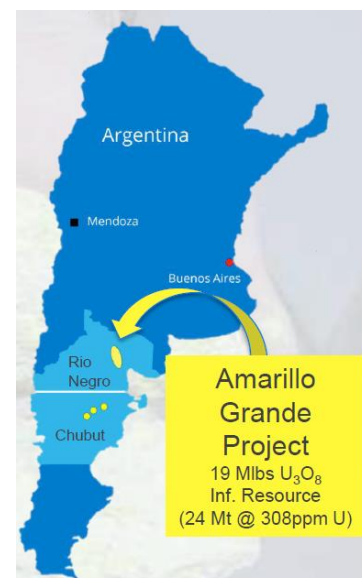 Argentina
Mendoza
Buenos Aires
Rio
Negro
Chubut
Amarillo
Grande
Project
19 Mlbs U₃O₈
Inf. Resource
(24 Mt @ 308ppm U)